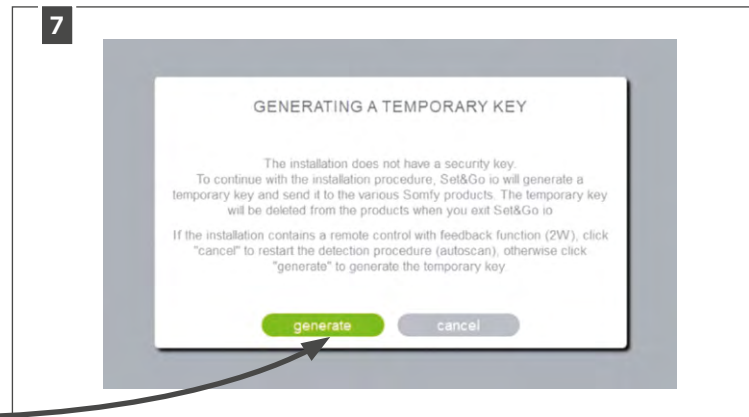 7
GENERATING A TEMPORARY KEY
The installation does not have a security key.
To continue with the installation procedure, Set&Go io will generate a
temporary key and send it to the various Somfy products. The temporary key
will be deleted from the products when you exit Set&Go io
If the installation contains a remote control with feedback function (2W), click
"cancel" to restart the detection procedure (autoscan), otherwise click
"generate" to generate the temporary key
generate cancel